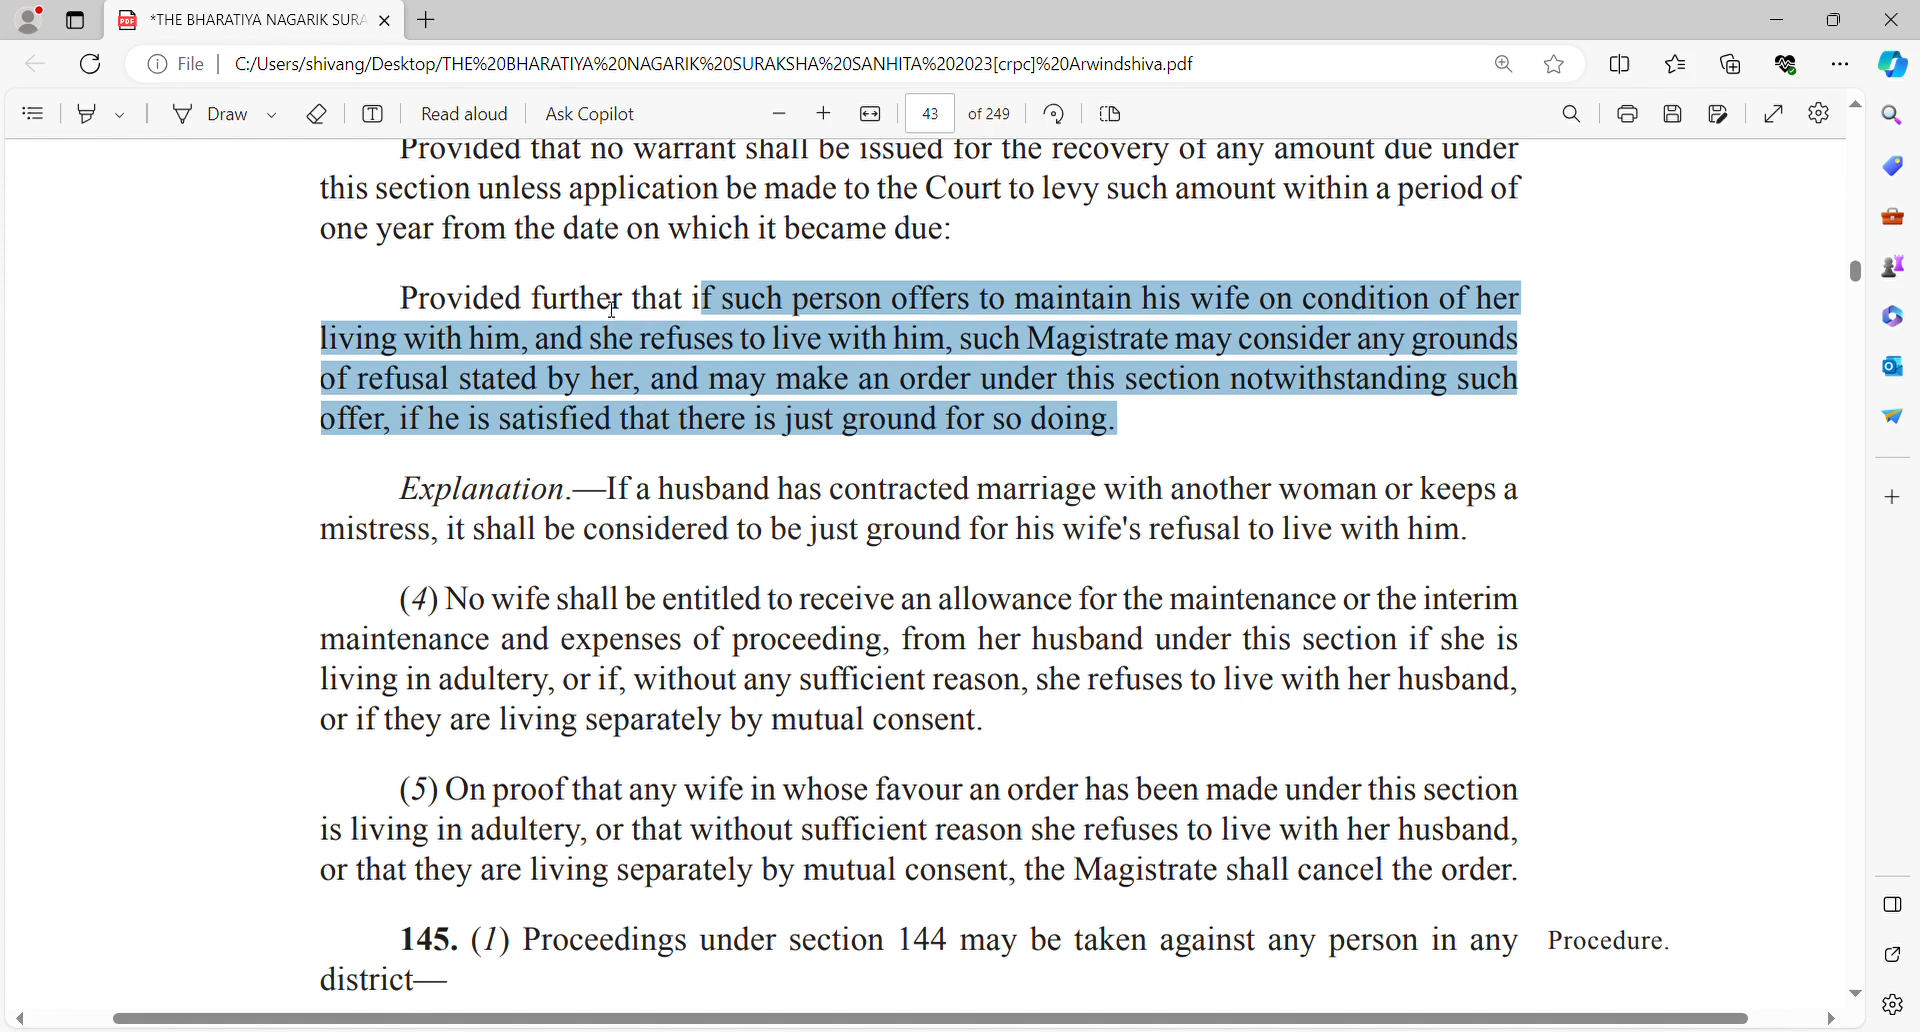 *THE BHARATIYA NAGARIK SURA
File
C:/Users/shivang/Desktop/THE%20BHARATIYA%20NAGARIK%20SURAKSHA%20SANHITA%202023[crpc]%20Arwindshiva.pdf
Draw
Read aloud
Ask Copilot
43 of 249
Provided that no warrant shall be issued for the recovery of any amount due under
this section unless application be made to the Court to levy such amount within a period of
one year from the date on which it became due:
Provided further that if such person offers to maintain his wife on condition of her
living with him, and she refuses to live with him, such Magistrate may consider any grounds
of refusal stated by her, and may make an order under this section notwithstanding such
offer, if he is satisfied that there is just ground for so doing.
Explanation.—If a husband has contracted marriage with another woman or keeps a
mistress, it shall be considered to be just ground for his wife's refusal to live with him.
(4) No wife shall be entitled to receive an allowance for the maintenance or the interim
maintenance and expenses of proceeding, from her husband under this section if she is
living in adultery, or if, without any sufficient reason, she refuses to live with her husband,
or if they are living separately by mutual consent.
(5) On proof that any wife in whose favour an order has been made under this section
is living in adultery, or that without sufficient reason she refuses to live with her husband,
or that they are living separately by mutual consent, the Magistrate shall cancel the order.
145. (1) Proceedings under section 144 may be taken against any person in any
district—
Procedure.